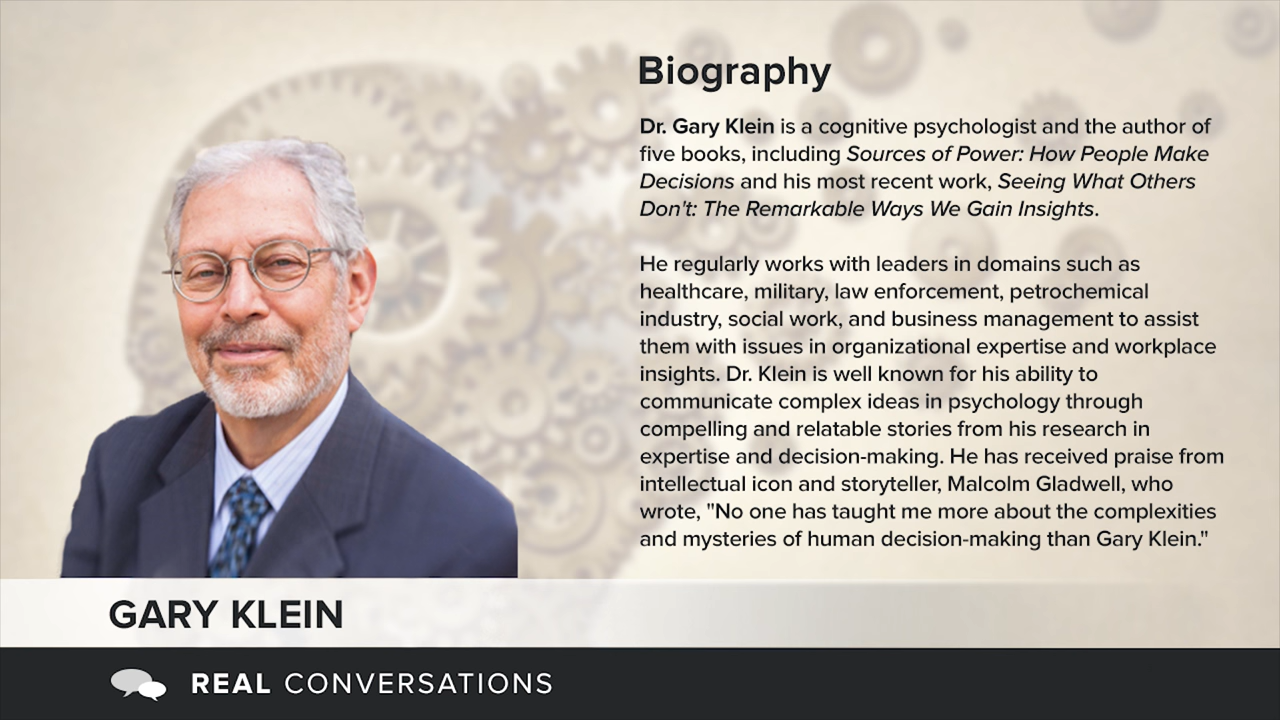 Biography
Dr. Gary Klein is a cognitive psychologist and the author of
five books, including Sources of Power: How People Make
Decisions and his most recent work, Seeing What Others
Don't: The Remarkable Ways We Gain Insights.
He regularly works with leaders in domains such as
healthcare, military, law enforcement, petrochemical
industry, social work, and business management to assist
them with issues in organizational expertise and workplace
insights. Dr. Klein is well known for his ability to
communicate complex ideas in psychology through
compelling and relatable stories from his research in
expertise and decision-making. He has received praise from
intellectual icon and storyteller, Malcolm Gladwell, who
wrote, "No one has taught me more about the complexities
and mysteries of human decision-making than Gary Klein."
GARY KLEIN
REAL CONVERSATIONS